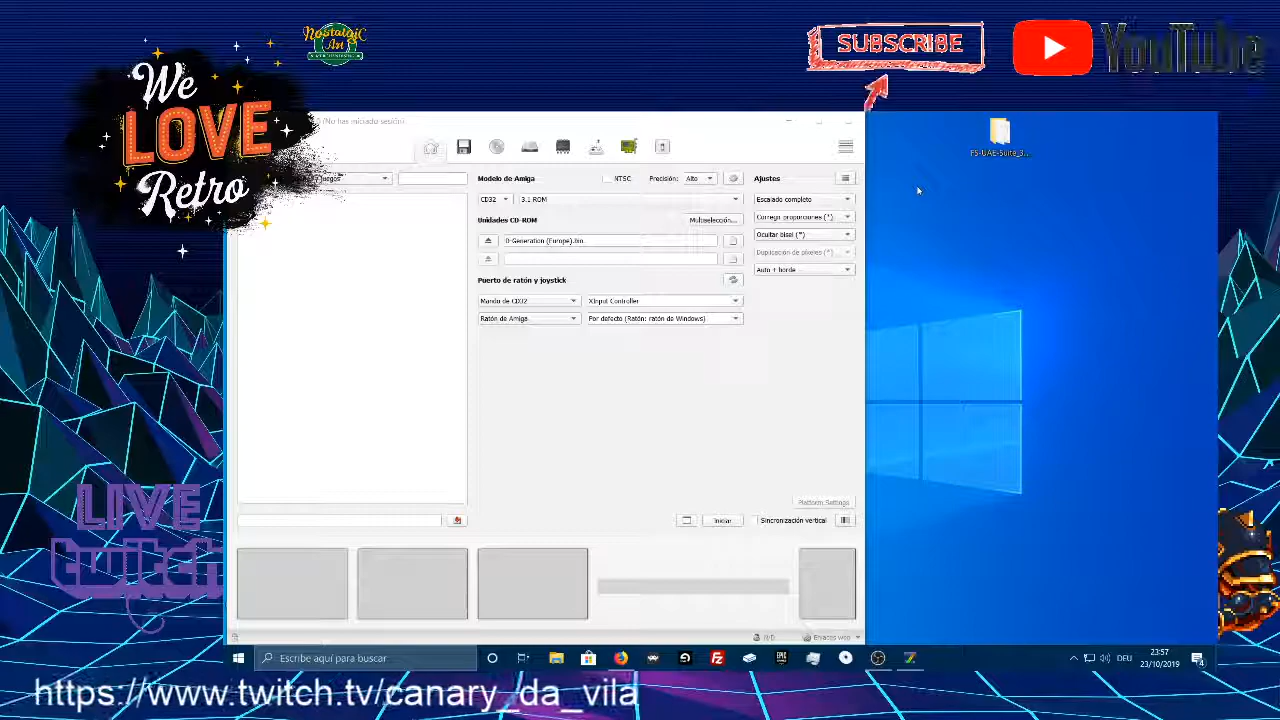 Nostalgic
Art
We
LOVE
Retro
SUBSCRIBE
YouTube
(No has iniciado sesión)
FS-UAE-Suite_3...
Modelo de Amiga
NTSC
Precisión:
Alto
Ajustes
CD32
3.1 ROM
Escalado completo
Unidades CD-ROM
Multiselección...
Corregir proporciones (*)
D-Generation (Europe).bin
Ocultar bisel (*)
Duplicación de píxeles (*)
Auto + borde
Puerto de ratón y joystick
Mando de CD32
XInput Controller
Ratón de Amiga
Por defecto (Ratón: ratón de Windows)
Platform Settings
Iniciar
Sincronización vertical
LIVE
twitch
N/D
Enlaces web
Escribe aquí para buscar
DEU
23:57
23/10/2019
4
https://www.twitch.tv/canary_da_vila